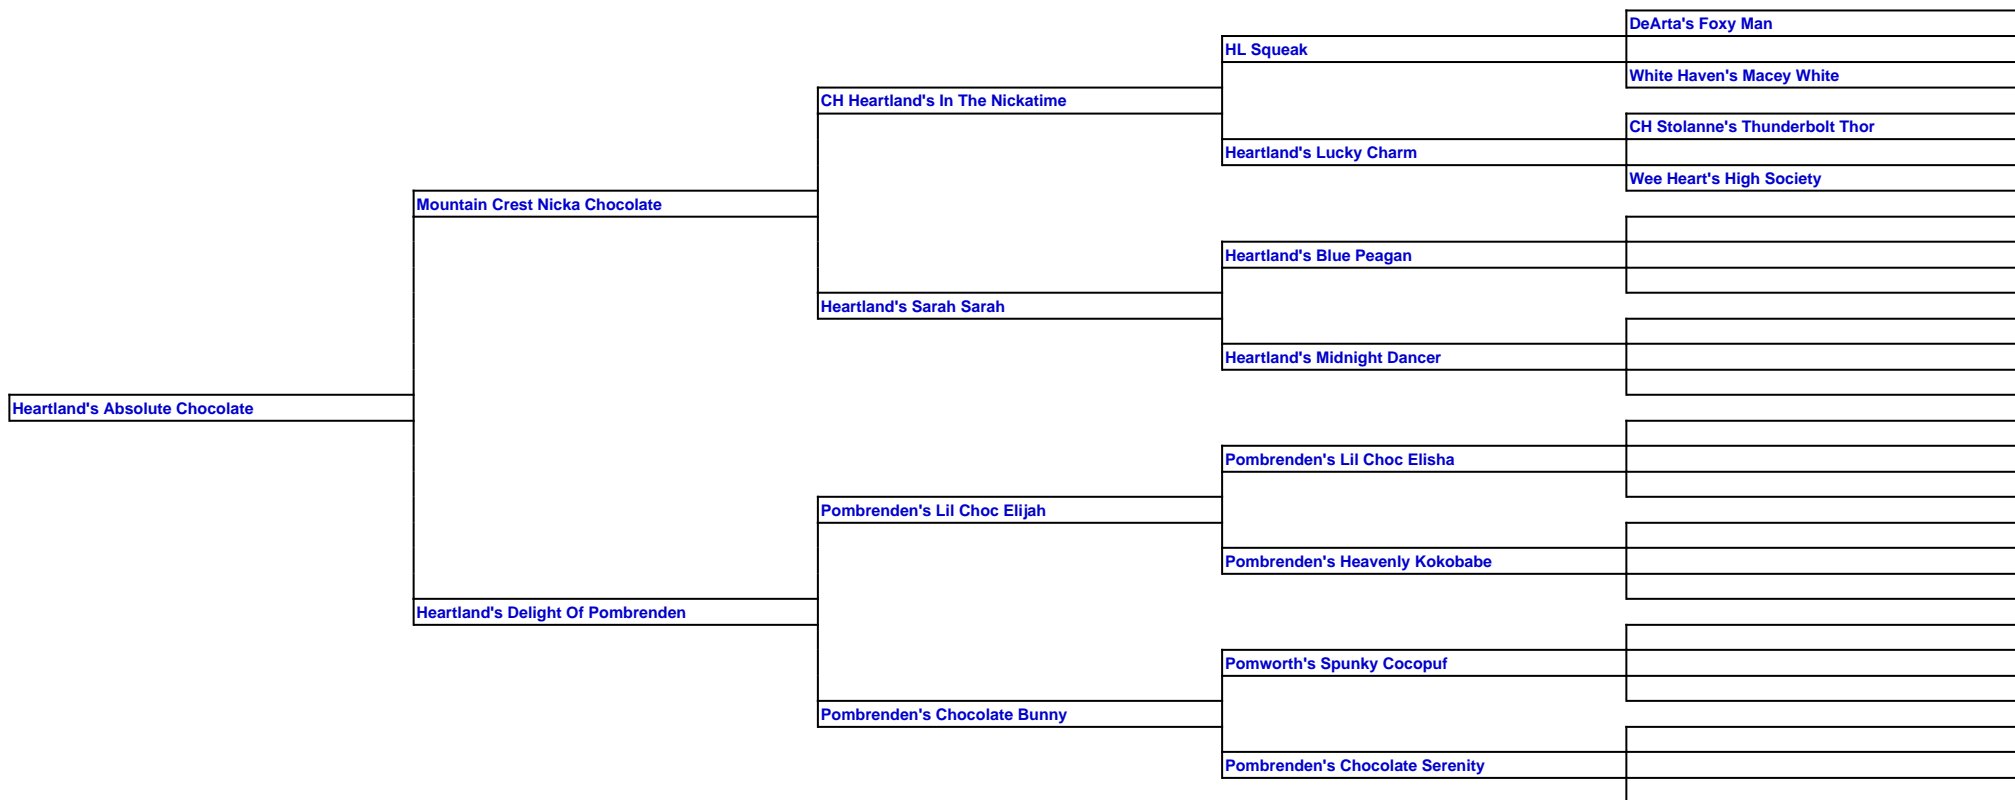 DeArta's Foxy Man
HL Squeak
White Haven's Macey White
CH Heartland's In The Nickatime
CH Stolanne's Thunderbolt Thor
Heartland's Lucky Charm
Wee Heart's High Society
Mountain Crest Nicka Chocolate
Heartland's Blue Peagan
Heartland's Sarah Sarah
Heartland's Midnight Dancer
Heartland's Absolute Chocolate
Pombrenden's Lil Choc Elisha
Pombrenden's Lil Choc Elijah
Pombrenden's Heavenly Kokobabe
Heartland's Delight Of Pombrenden
Pomworth's Spunky Cocopuf
Pombrenden's Chocolate Bunny
Pombrenden's Chocolate Serenity